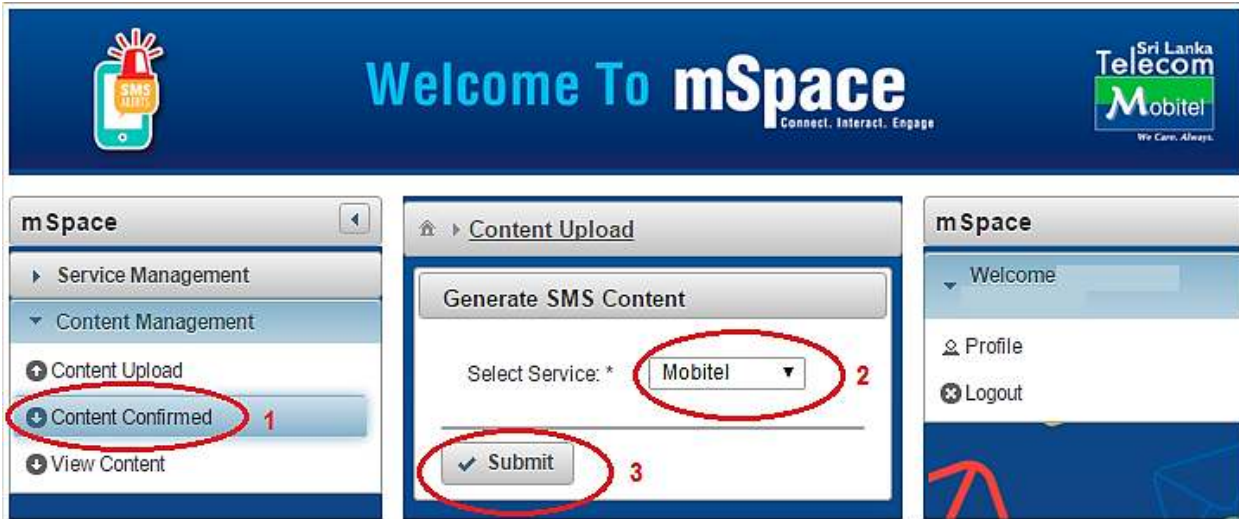 SMS
ALERTS
Welcome To mSpace
Connect. Interact. Engage
Sri Lanka
Telecom
Mobitel
We Care. Always.
mSpace
Service Management
Content Management
Content Upload
Content Confirmed 1
View Content
Content Upload
Generate SMS Content
Select Service: * Mobitel 2
Submit 3
mSpace
Welcome
Profile
Logout